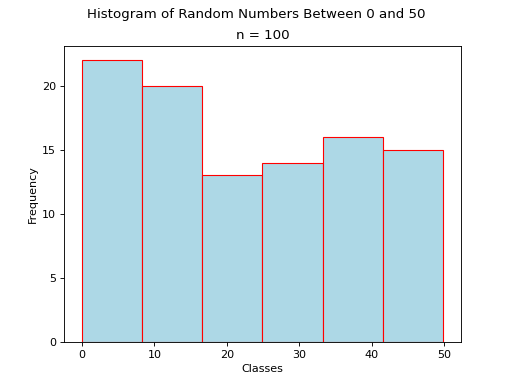 Histogram of Random Numbers Between 0 and 50
n = 100
20
15
10
5
0
Frequency
0 10 20 30 40 50
Classes